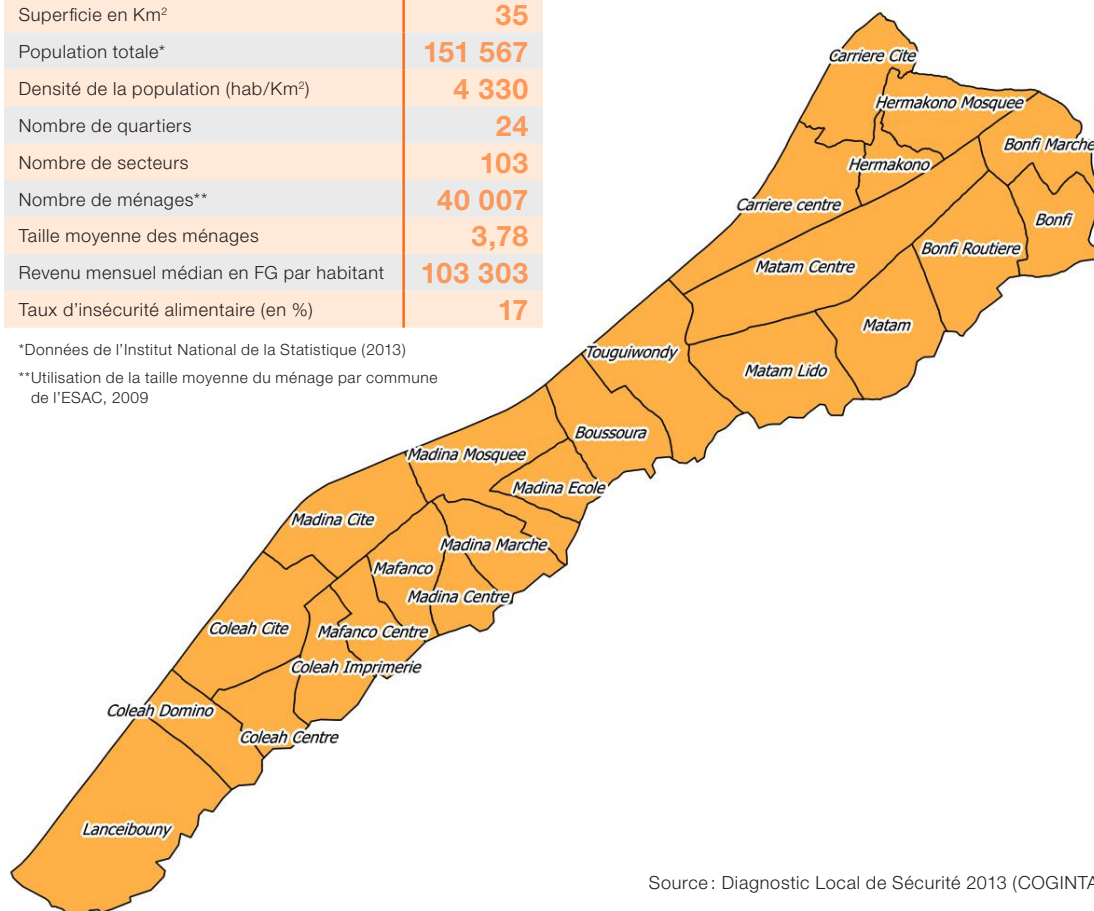 Superficie en Km² 35
Population totale* 151 567
Densité de la population (hab/Km²) 4 330
Nombre de quartiers 24
Nombre de secteurs 103
Nombre de ménages** 40 007
Taille moyenne des ménages 3,78
Revenu mensuel médian en FG par habitant 103 303
Taux d’insécurité alimentaire (en %) 17
*Données de l’Institut National de la Statistique (2013)
**Utilisation de la taille moyenne du ménage par commune
de l’ESAC, 2009
Carriere Cite
Hermakono Mosquee
Bonfi Marche
Hermakono
Carriere centre
Bonfi
Bonfi Routiere
Matam Centre
Matam
Touguiwondy
Matam Lido
Boussoura
Madina Mosquee
Madina Ecole
Madina Cite
Madina Marche
Mafanco
Madina Centre
Coleah Cite
Mafanco Centre
Coleah Imprimerie
Coleah Domino
Coleah Centre
Lanceibouny
Source : Diagnostic Local de Sécurité 2013 (COGINTA